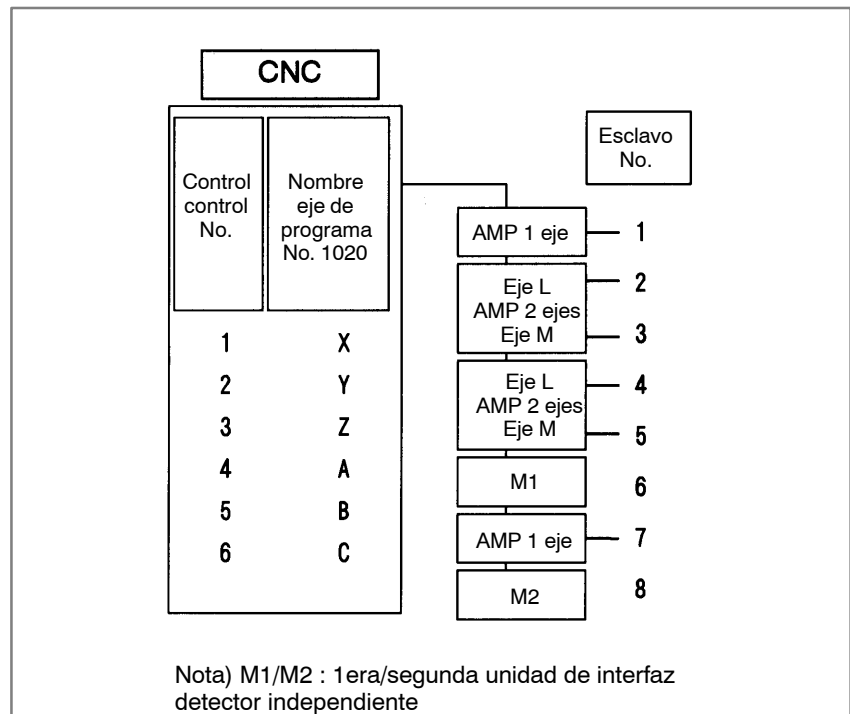 CNC
Control
control
No.
Nombre
eje de
programa
No. 1020
1 X
2 Y
3 Z
4 A
5 B
6 C
Esclavo
No.
AMP 1 eje 1
Eje L 2
AMP 2 ejes
Eje M 3
Eje L 4
AMP 2 ejes
Eje M 5
M1 6
AMP 1 eje 7
M2 8
Nota) M1/M2 : 1era/segunda unidad de interfaz
detector independiente